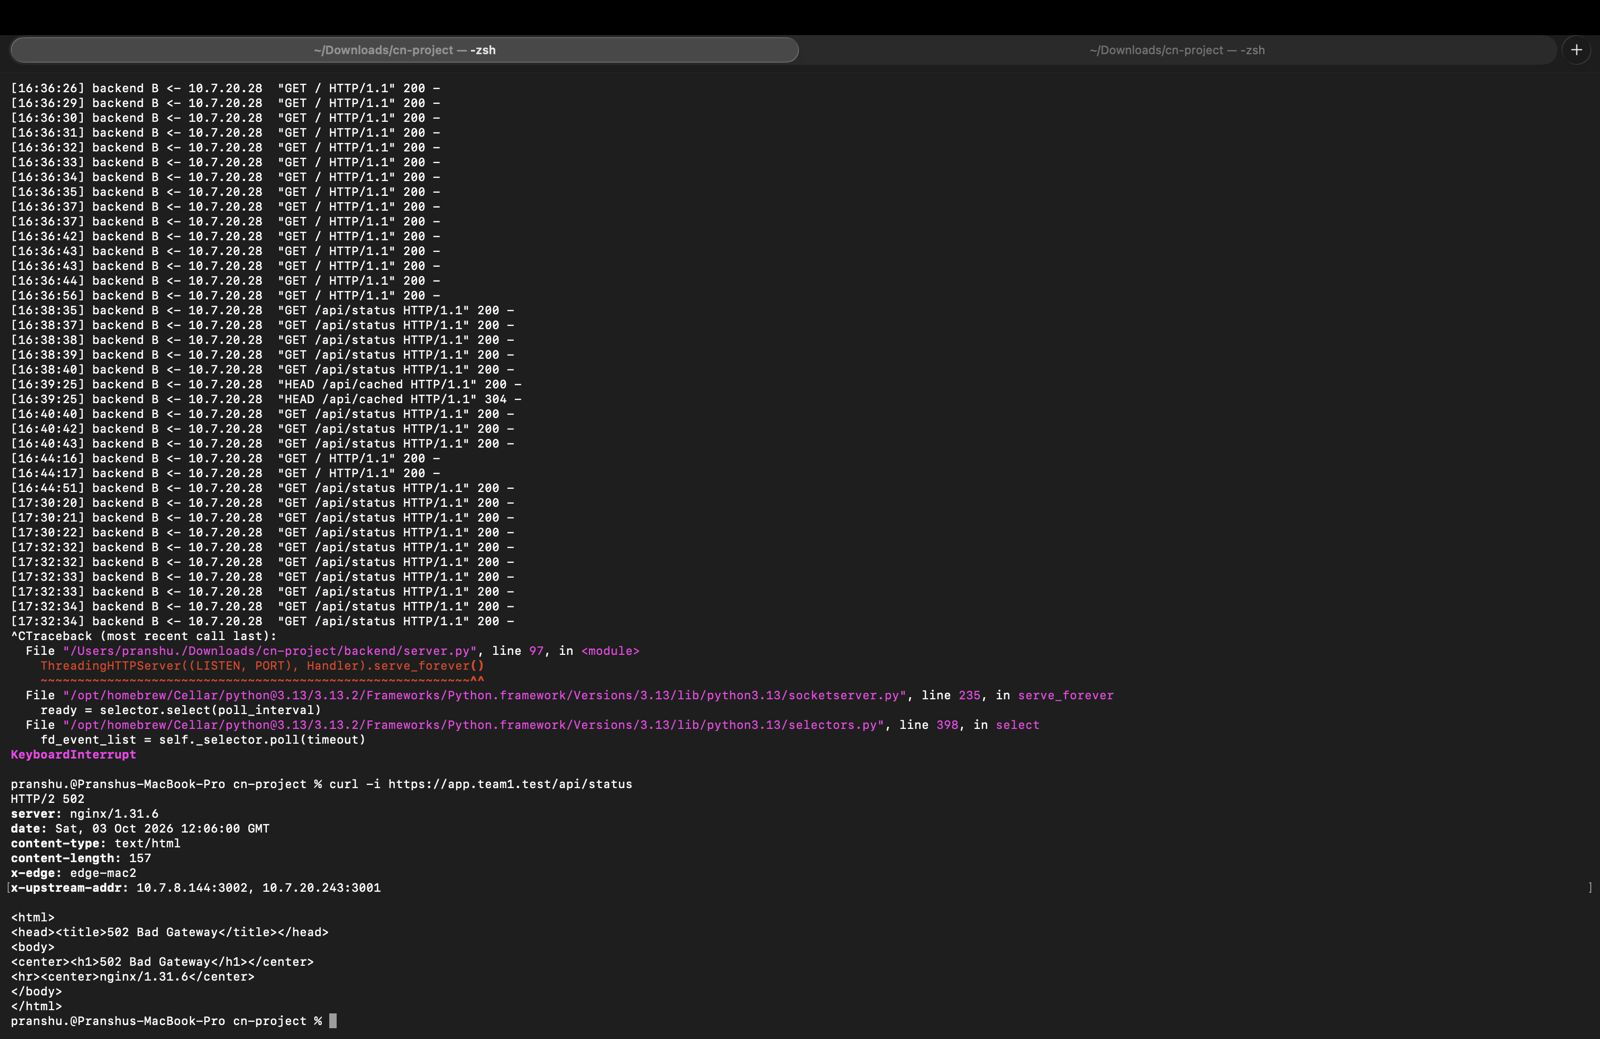 ~/Downloads/cn-project — -zsh
~/Downloads/cn-project — -zsh
+
[16:36:26] backend B <- 10.7.20.28  "GET / HTTP/1.1" 200 -
[16:36:29] backend B <- 10.7.20.28  "GET / HTTP/1.1" 200 -
[16:36:30] backend B <- 10.7.20.28  "GET / HTTP/1.1" 200 -
[16:36:31] backend B <- 10.7.20.28  "GET / HTTP/1.1" 200 -
[16:36:32] backend B <- 10.7.20.28  "GET / HTTP/1.1" 200 -
[16:36:33] backend B <- 10.7.20.28  "GET / HTTP/1.1" 200 -
[16:36:34] backend B <- 10.7.20.28  "GET / HTTP/1.1" 200 -
[16:36:35] backend B <- 10.7.20.28  "GET / HTTP/1.1" 200 -
[16:36:37] backend B <- 10.7.20.28  "GET / HTTP/1.1" 200 -
[16:36:37] backend B <- 10.7.20.28  "GET / HTTP/1.1" 200 -
[16:36:42] backend B <- 10.7.20.28  "GET / HTTP/1.1" 200 -
[16:36:43] backend B <- 10.7.20.28  "GET / HTTP/1.1" 200 -
[16:36:43] backend B <- 10.7.20.28  "GET / HTTP/1.1" 200 -
[16:36:44] backend B <- 10.7.20.28  "GET / HTTP/1.1" 200 -
[16:36:56] backend B <- 10.7.20.28  "GET / HTTP/1.1" 200 -
[16:38:35] backend B <- 10.7.20.28  "GET /api/status HTTP/1.1" 200 -
[16:38:37] backend B <- 10.7.20.28  "GET /api/status HTTP/1.1" 200 -
[16:38:38] backend B <- 10.7.20.28  "GET /api/status HTTP/1.1" 200 -
[16:38:39] backend B <- 10.7.20.28  "GET /api/status HTTP/1.1" 200 -
[16:38:40] backend B <- 10.7.20.28  "GET /api/status HTTP/1.1" 200 -
[16:39:25] backend B <- 10.7.20.28  "HEAD /api/cached HTTP/1.1" 200 -
[16:39:25] backend B <- 10.7.20.28  "HEAD /api/cached HTTP/1.1" 304 -
[16:40:40] backend B <- 10.7.20.28  "GET /api/status HTTP/1.1" 200 -
[16:40:42] backend B <- 10.7.20.28  "GET /api/status HTTP/1.1" 200 -
[16:40:43] backend B <- 10.7.20.28  "GET /api/status HTTP/1.1" 200 -
[16:44:16] backend B <- 10.7.20.28  "GET / HTTP/1.1" 200 -
[16:44:17] backend B <- 10.7.20.28  "GET / HTTP/1.1" 200 -
[16:44:51] backend B <- 10.7.20.28  "GET /api/status HTTP/1.1" 200 -
[17:30:20] backend B <- 10.7.20.28  "GET /api/status HTTP/1.1" 200 -
[17:30:21] backend B <- 10.7.20.28  "GET /api/status HTTP/1.1" 200 -
[17:30:22] backend B <- 10.7.20.28  "GET /api/status HTTP/1.1" 200 -
[17:32:32] backend B <- 10.7.20.28  "GET /api/status HTTP/1.1" 200 -
[17:32:32] backend B <- 10.7.20.28  "GET /api/status HTTP/1.1" 200 -
[17:32:33] backend B <- 10.7.20.28  "GET /api/status HTTP/1.1" 200 -
[17:32:33] backend B <- 10.7.20.28  "GET /api/status HTTP/1.1" 200 -
[17:32:34] backend B <- 10.7.20.28  "GET /api/status HTTP/1.1" 200 -
[17:32:34] backend B <- 10.7.20.28  "GET /api/status HTTP/1.1" 200 -
^CTraceback (most recent call last):
  File "/Users/pranshu./Downloads/cn-project/backend/server.py", line 97, in <module>
    ThreadingHTTPServer((LISTEN, PORT), Handler).serve_forever()
    ~~~~~~~~~~~~~~~~~~~~~~~~~~~~~~~~~~~~~~~~~~~~~~~~~~~~~~~~~~^^
  File "/opt/homebrew/Cellar/python@3.13/3.13.2/Frameworks/Python.framework/Versions/3.13/lib/python3.13/socketserver.py", line 235, in serve_forever
    ready = selector.select(poll_interval)
  File "/opt/homebrew/Cellar/python@3.13/3.13.2/Frameworks/Python.framework/Versions/3.13/lib/python3.13/selectors.py", line 398, in select
    fd_event_list = self._selector.poll(timeout)
KeyboardInterrupt
pranshu.@Pranshus-MacBook-Pro cn-project % curl -i https://app.team1.test/api/status
HTTP/2 502
server: nginx/1.31.6
date: Sat, 03 Oct 2026 12:06:00 GMT
content-type: text/html
content-length: 157
x-edge: edge-mac2
[x-upstream-addr: 10.7.8.144:3002, 10.7.20.243:3001 ]
<html>
<head><title>502 Bad Gateway</title></head>
<body>
<center><h1>502 Bad Gateway</h1></center>
<hr><center>nginx/1.31.6</center>
</body>
</html>
pranshu.@Pranshus-MacBook-Pro cn-project %